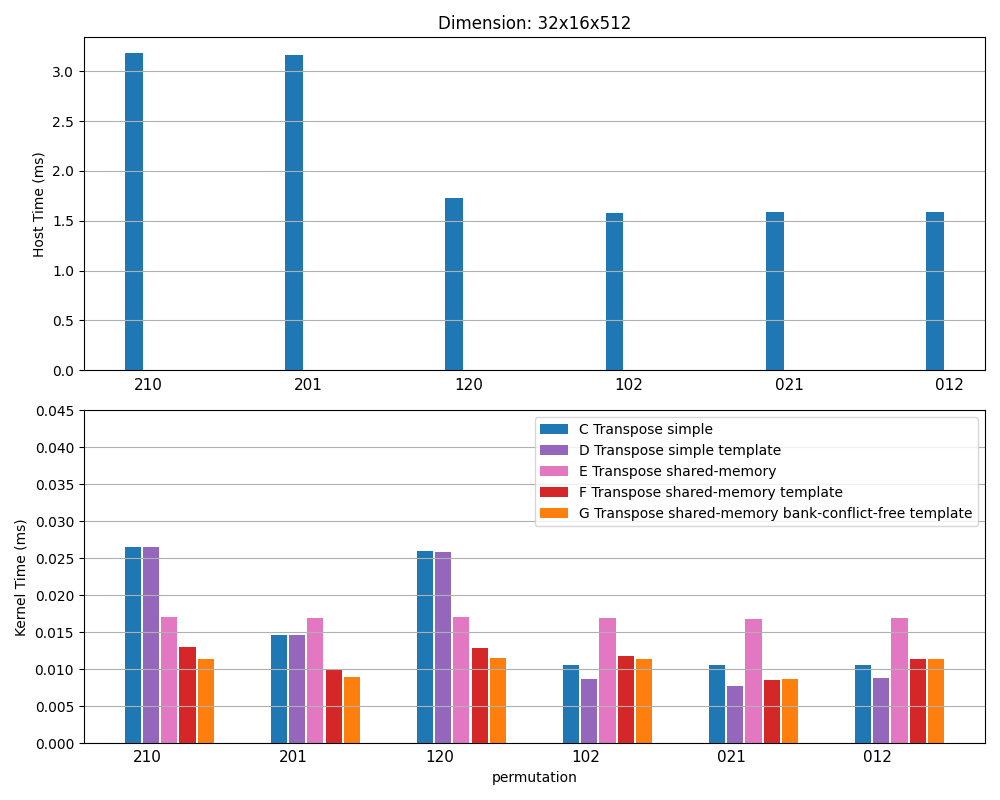 Dimension: 32x16x512
Host Time (ms)
3.0
2.5
2.0
1.5
1.0
0.5
0.0
210 201 120 102 021 012
Kernel Time (ms)
0.045
0.040
0.035
0.030
0.025
0.020
0.015
0.010
0.005
0.000
C Transpose simple
D Transpose simple template
E Transpose shared-memory
F Transpose shared-memory template
G Transpose shared-memory bank-conflict-free template
210 201 120 102 021 012
permutation